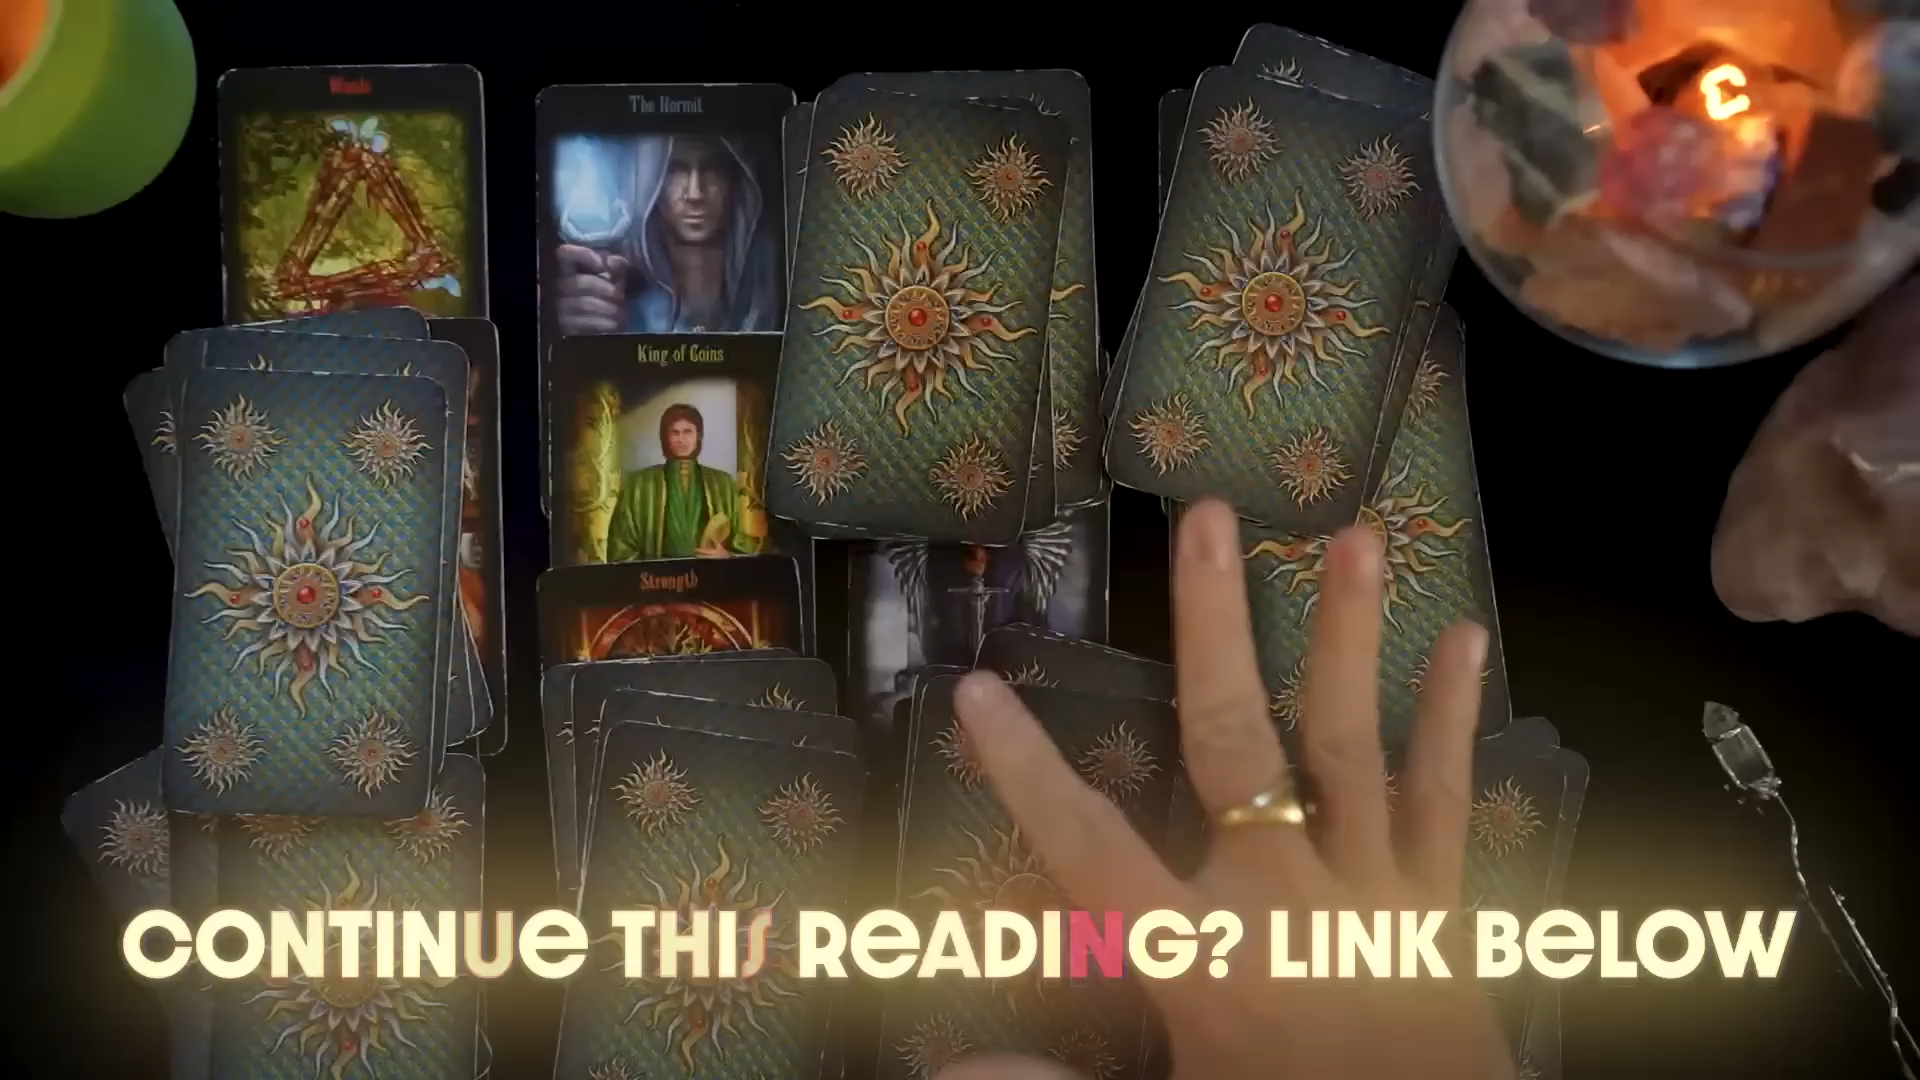 Wands
The Hermit
King of Coins
Strength
CONTINUE THIS READING? LINK BELOW